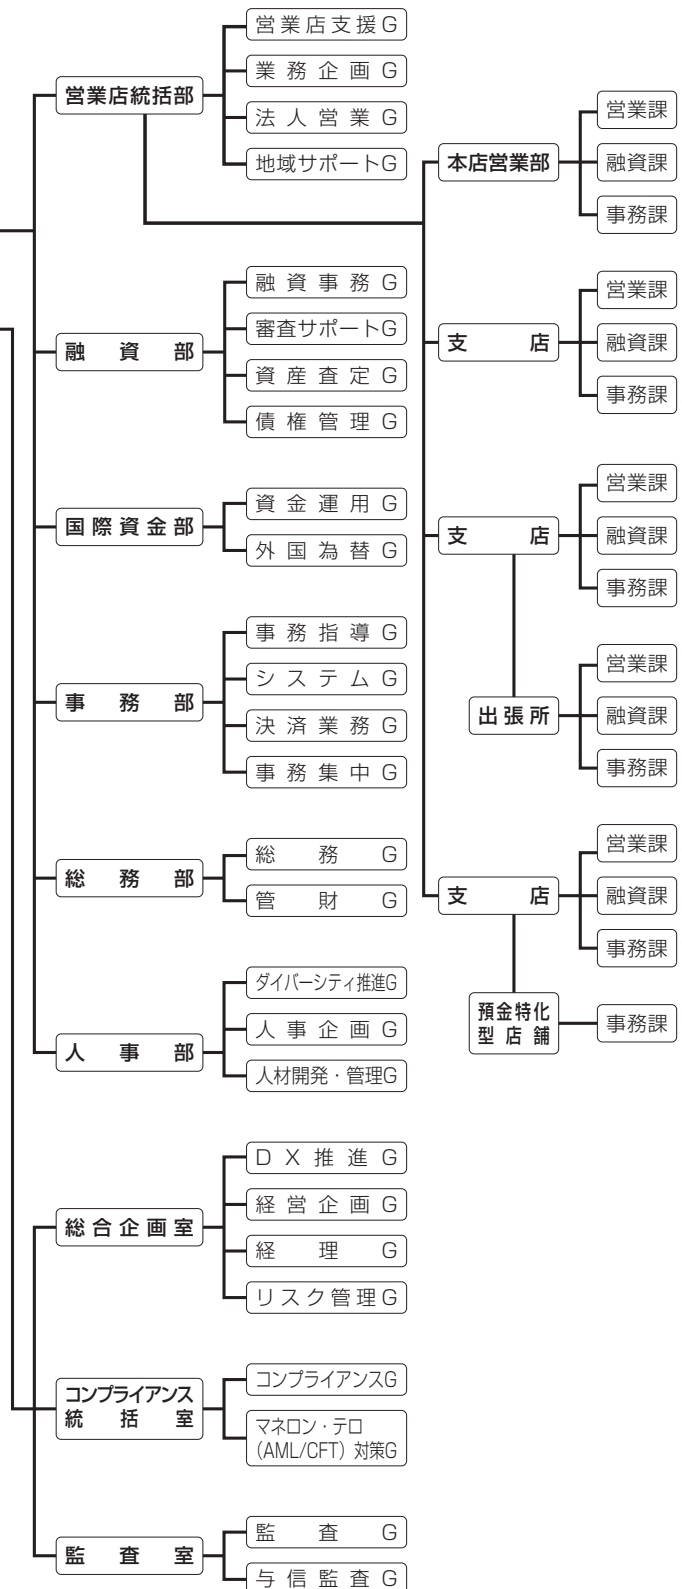 営業店統括部
営業店支援G
業務企画G
法人営業G
地域サポートG
融資部
融資事務G
審査サポートG
資産査定G
債権管理G
国際資金部
資金運用G
外国為替G
事務部
事務指導G
システムG
決済業務G
事務集中G
総務部
総務G
管財G
人事部
ダイバーシティ推進G
人事企画G
人材開発・管理G
総合企画室
DX推進G
経営企画G
経理G
リスク管理G
コンプライアンス
統括室
コンプライアンスG
マネロン・テロ
(AML/CFT)対策G
監査室
監査G
与信監査G
本店営業部
営業課
融資課
事務課
支店
営業課
融資課
事務課
支店
営業課
融資課
事務課
出張所
営業課
融資課
事務課
支店
営業課
融資課
事務課
預金特化
型店舗
事務課